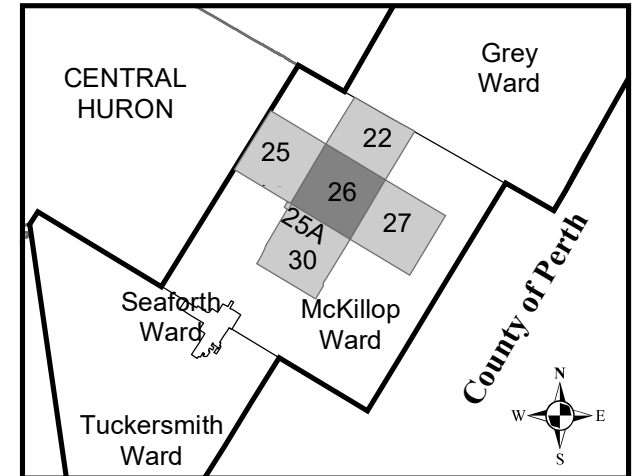 Grey
Ward
CENTRAL
HURON
22
25
26
27
25A
30
Seaforth
Ward
McKillop
Ward
County of Perth
Tuckersmith
Ward
N
W
E
S